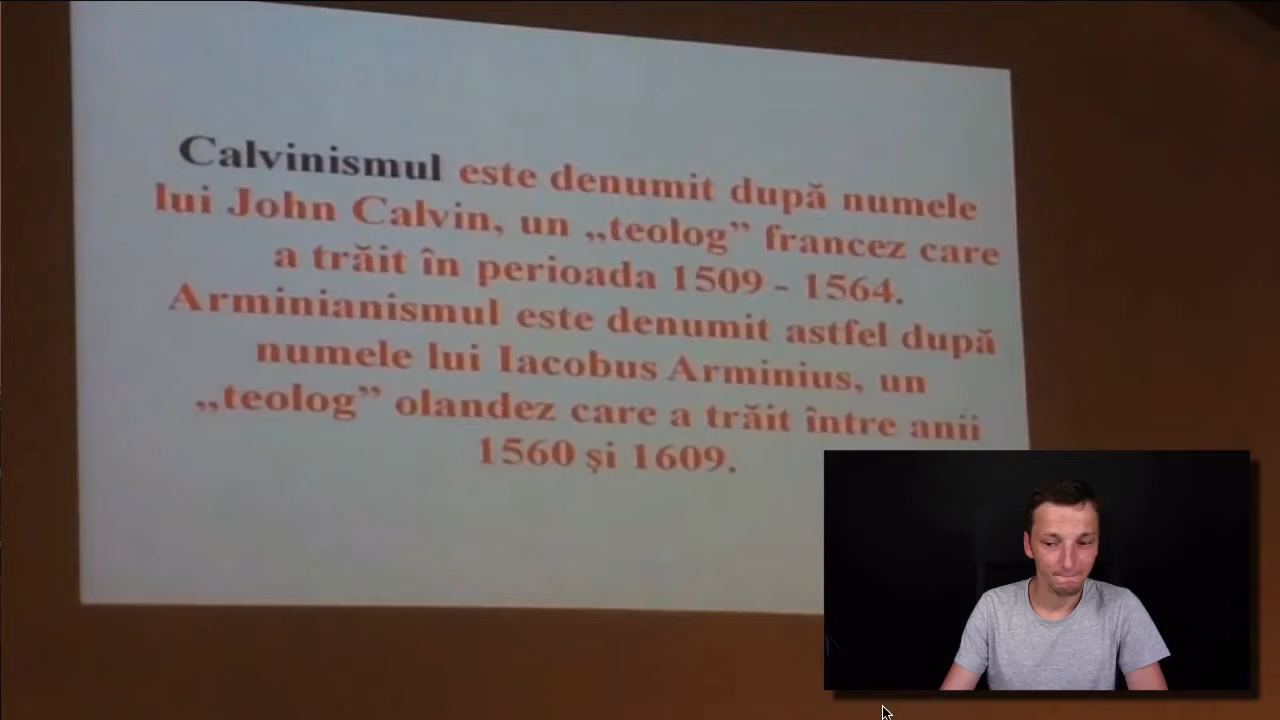 Calvinismul este denumit după numele
lui John Calvin, un „teolog” francez care
a trăit în perioada 1509 - 1564.
Arminianismul este denumit astfel după
numele lui Iacobus Arminius, un
„teolog” olandez care a trăit între anii
1560 și 1609.